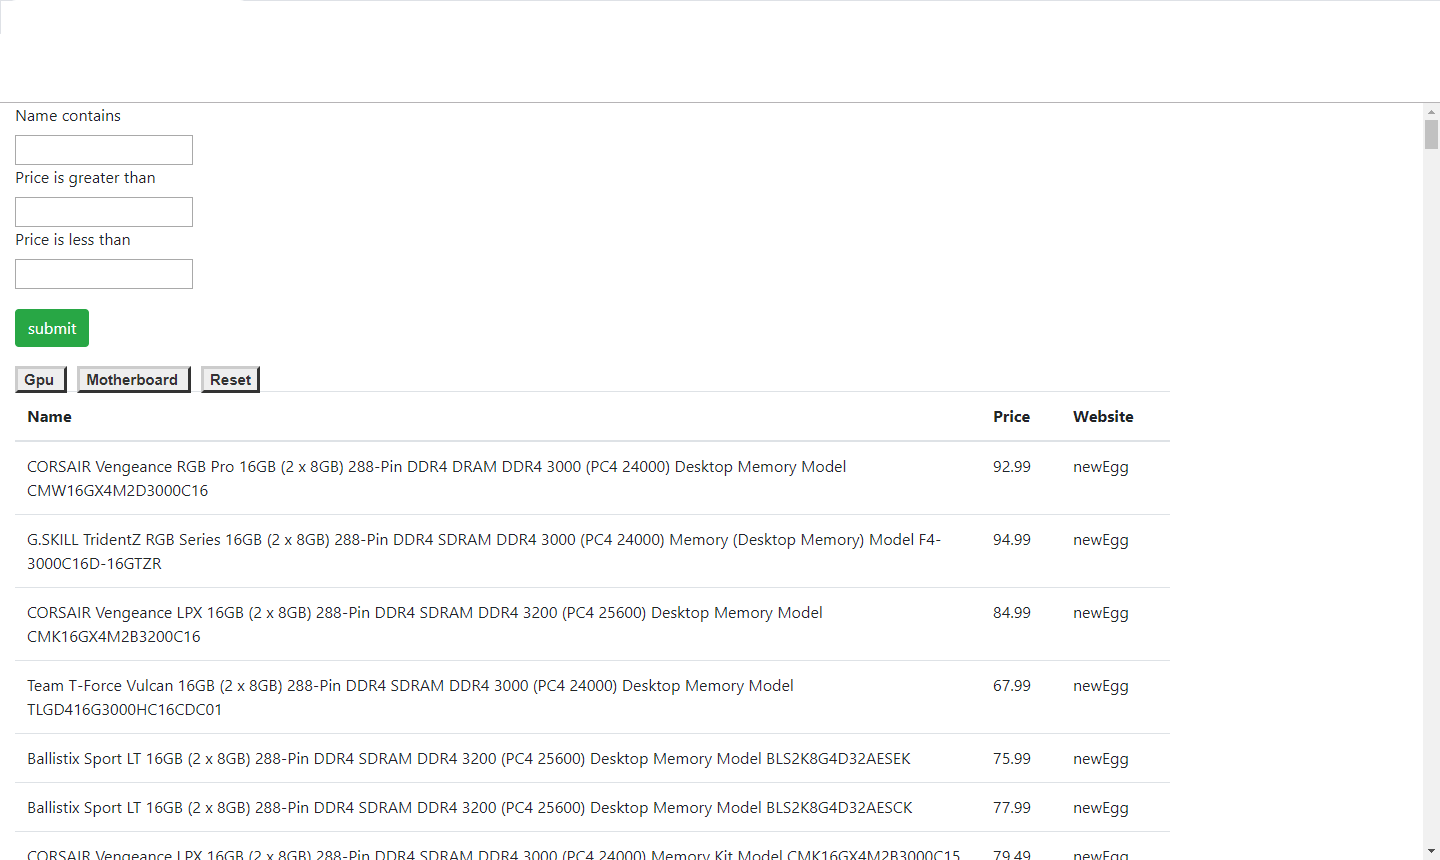 Name contains
Price is greater than
Price is less than
submit
Gpu Motherboard Reset
Name Price Website
CORSAIR Vengeance RGB Pro 16GB (2 x 8GB) 288-Pin DDR4 DRAM DDR4 3000 (PC4 24000) Desktop Memory Model 92.99 newEgg
CMW16GX4M2D3000C16
G.SKILL TridentZ RGB Series 16GB (2 x 8GB) 288-Pin DDR4 SDRAM DDR4 3000 (PC4 24000) Memory (Desktop Memory) Model F4- 94.99 newEgg
3000C16D-16GTZR
CORSAIR Vengeance LPX 16GB (2 x 8GB) 288-Pin DDR4 SDRAM DDR4 3200 (PC4 25600) Desktop Memory Model 84.99 newEgg
CMK16GX4M2B3200C16
Team T-Force Vulcan 16GB (2 x 8GB) 288-Pin DDR4 SDRAM DDR4 3000 (PC4 24000) Desktop Memory Model 67.99 newEgg
TLGD416G3000HC16CDC01
Ballistix Sport LT 16GB (2 x 8GB) 288-Pin DDR4 SDRAM DDR4 3200 (PC4 25600) Desktop Memory Model BLS2K8G4D32AESEK 75.99 newEgg
Ballistix Sport LT 16GB (2 x 8GB) 288-Pin DDR4 SDRAM DDR4 3200 (PC4 25600) Desktop Memory Model BLS2K8G4D32AESCK 77.99 newEgg
CORSAIR Vengeance LPX 16GB (2 x 8GB) 288-Pin DDR4 SDRAM DDR4 3000 (PC4 24000) Memory Kit Model CMK16GX4M2B3000C15 79.49 newEgg